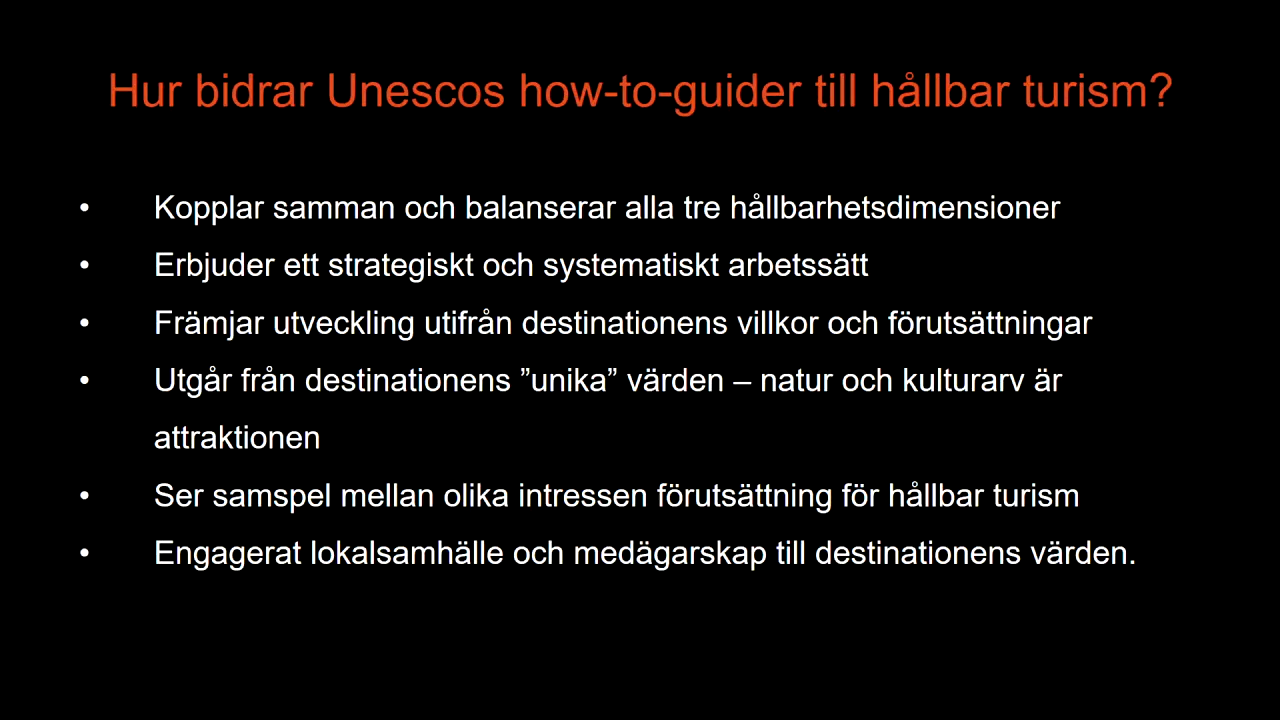 Hur bidrar Unescos how-to-guider till hållbar turism?
• Kopplar samman och balanserar alla tre hållbarhetsdimensioner
• Erbjuder ett strategiskt och systematiskt arbetssätt
• Främjar utveckling utifrån destinationens villkor och förutsättningar
• Utgår från destinationens ”unika” värden – natur och kulturarv är
attraktionen
• Ser samspel mellan olika intressen förutsättning för hållbar turism
• Engagerat lokalsamhälle och medägarskap till destinationens värden.